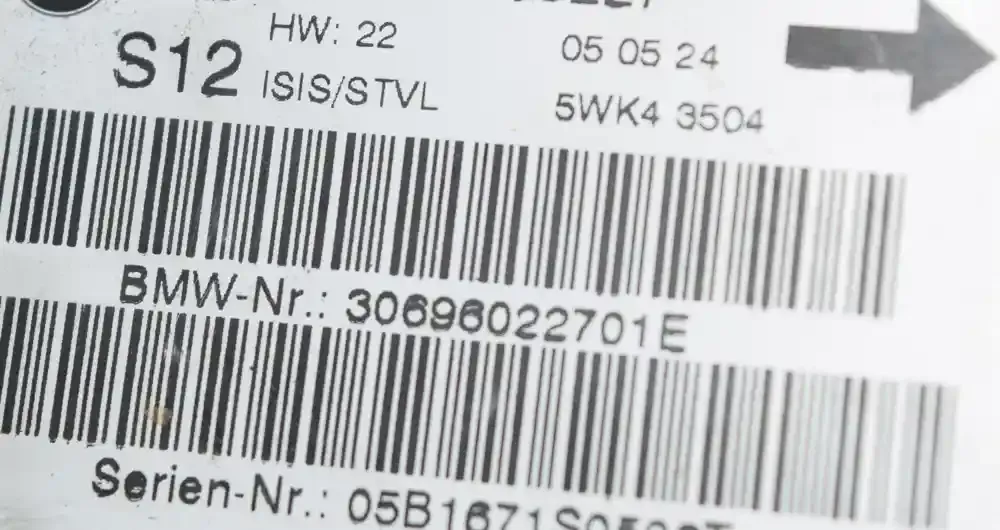 S12 HW: 22 05 05 24
ISIS/STVL 5WK4 3504
BMW-Nr.: 30696022701E
Serien-Nr.: